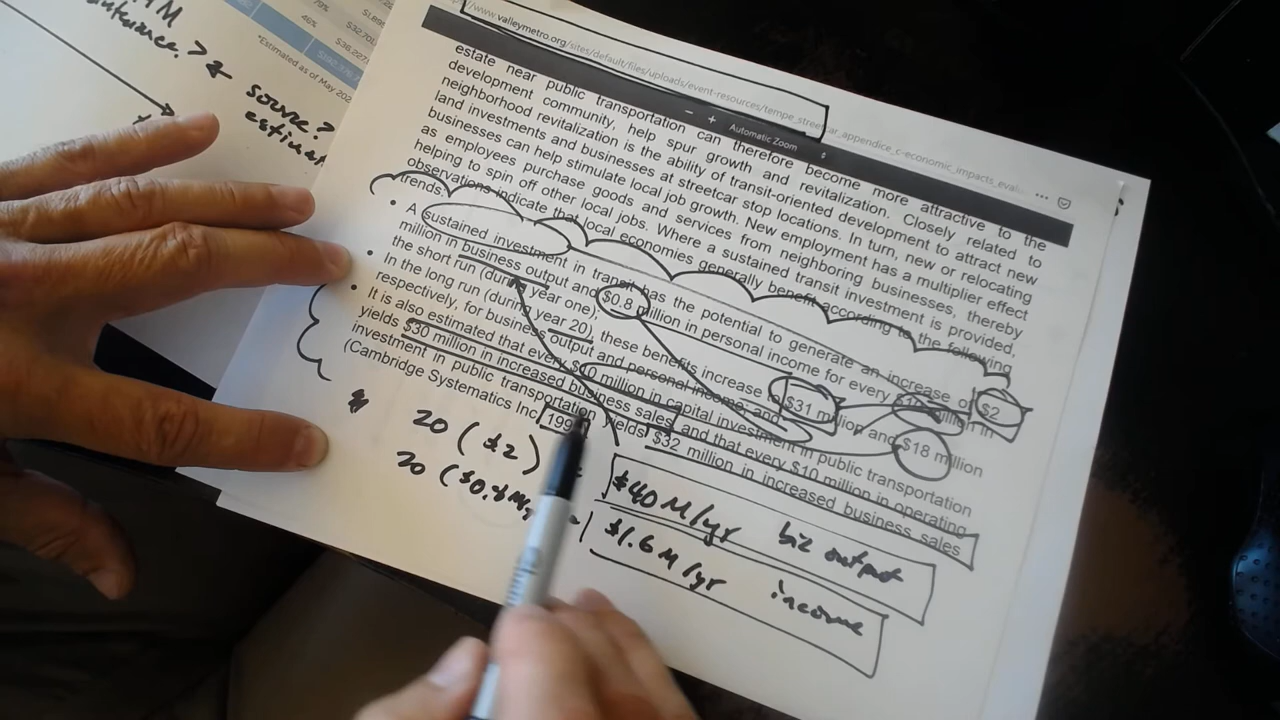 www.valleymetro.org/sites/default/files/uploads/event-resources/tempe_streetcar_appendice_c-economic_impacts_eval
− + Automatic Zoom
estate near public transportation can therefore become more attractive to the
development community, help spur growth and revitalization. Closely related to
neighborhood revitalization is the ability of transit-oriented development to attract new
land investments and businesses at streetcar stop locations. In turn, new or relocating
businesses can help stimulate local job growth. New employment has a multiplier effect
as employees purchase goods and services from neighboring businesses, thereby
helping to spin off other local jobs. Where a sustained transit investment is provided,
observations indicate that local economies generally benefit according to the following
trends:
• A sustained investment in transit has the potential to generate an increase of $2
million in business output and $0.8 million in personal income for every million in
the short run (during year one);
• In the long run (during year 20), these benefits increase to $31 million and $18 million
respectively, for business output and personal income; and
• It is also estimated that every $10 million in capital investment in public transportation
yields $30 million in increased business sales, and that every $10 million in operating
investment in public transportation yields $32 million in increased business sales
(Cambridge Systematics Inc
20 ($2)
20 ($0.8M)
$40 M/yr biz output
$1.6 M/yr income
source?
79%
46%
$32.70
*Estimated as of May 202